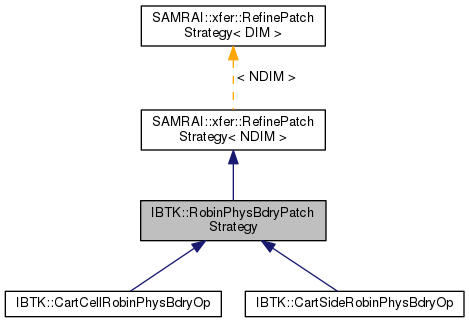 SAMRAI::xfer::RefinePatch
Strategy< DIM >
< NDIM >
SAMRAI::xfer::RefinePatch
Strategy< NDIM >
IBTK::RobinPhysBdryPatch
Strategy
IBTK::CartCellRobinPhysBdryOp
IBTK::CartSideRobinPhysBdryOp